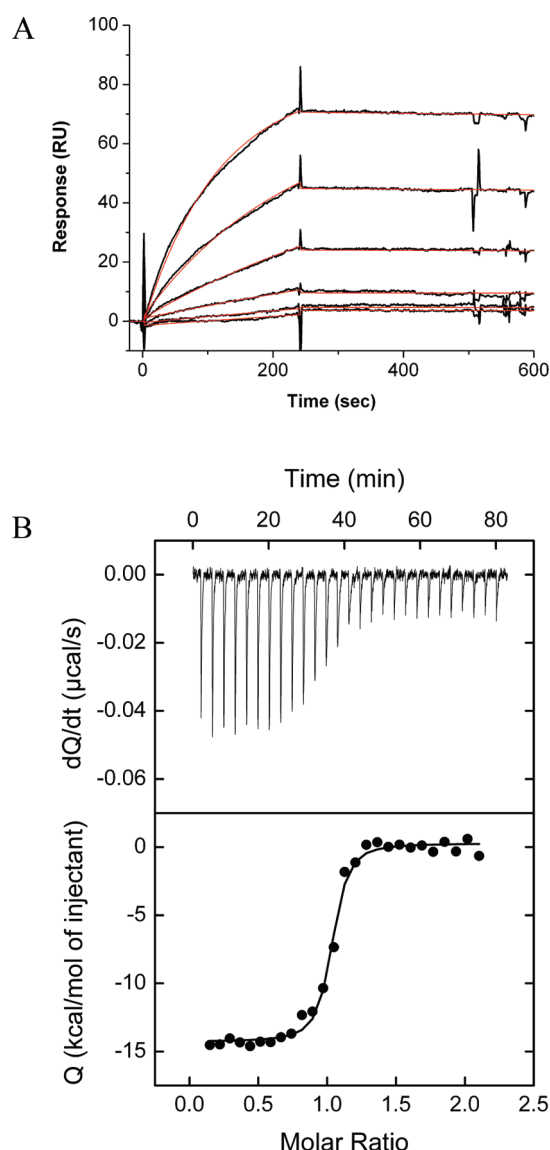 A
100
80
60
40
20
0
Response (RU)
0 200 400 600
Time (sec)
B
Time (min)
0 20 40 60 80
0.00
-0.02
-0.04
-0.06
dQ/dt (µcal/s)
0
-5
-10
-15
Q (kcal/mol of injectant)
0.0 0.5 1.0 1.5 2.0 2.5
Molar Ratio